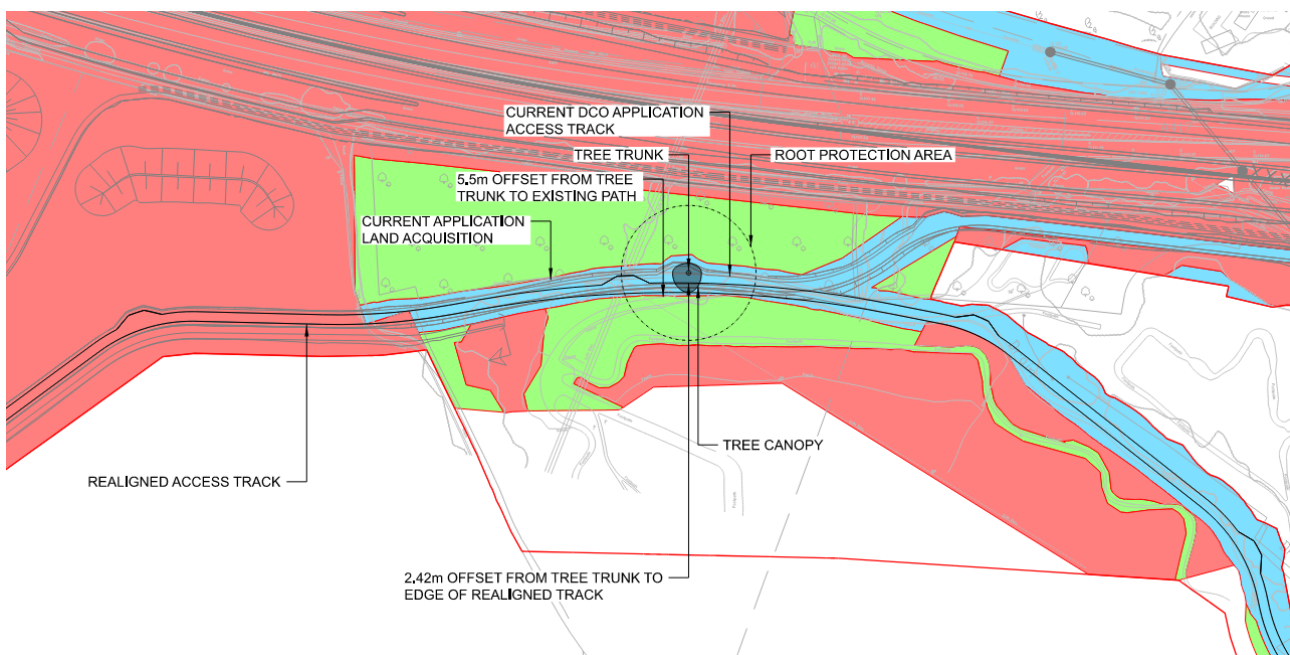 CURRENT DCO APPLICATION
ACCESS TRACK
TREE TRUNK
ROOT PROTECTION AREA
5.5m OFFSET FROM TREE
TRUNK TO EXISTING PATH
CURRENT APPLICATION
LAND ACQUISITION
TREE CANOPY
REALIGNED ACCESS TRACK
2.42m OFFSET FROM TREE TRUNK TO
EDGE OF REALIGNED TRACK